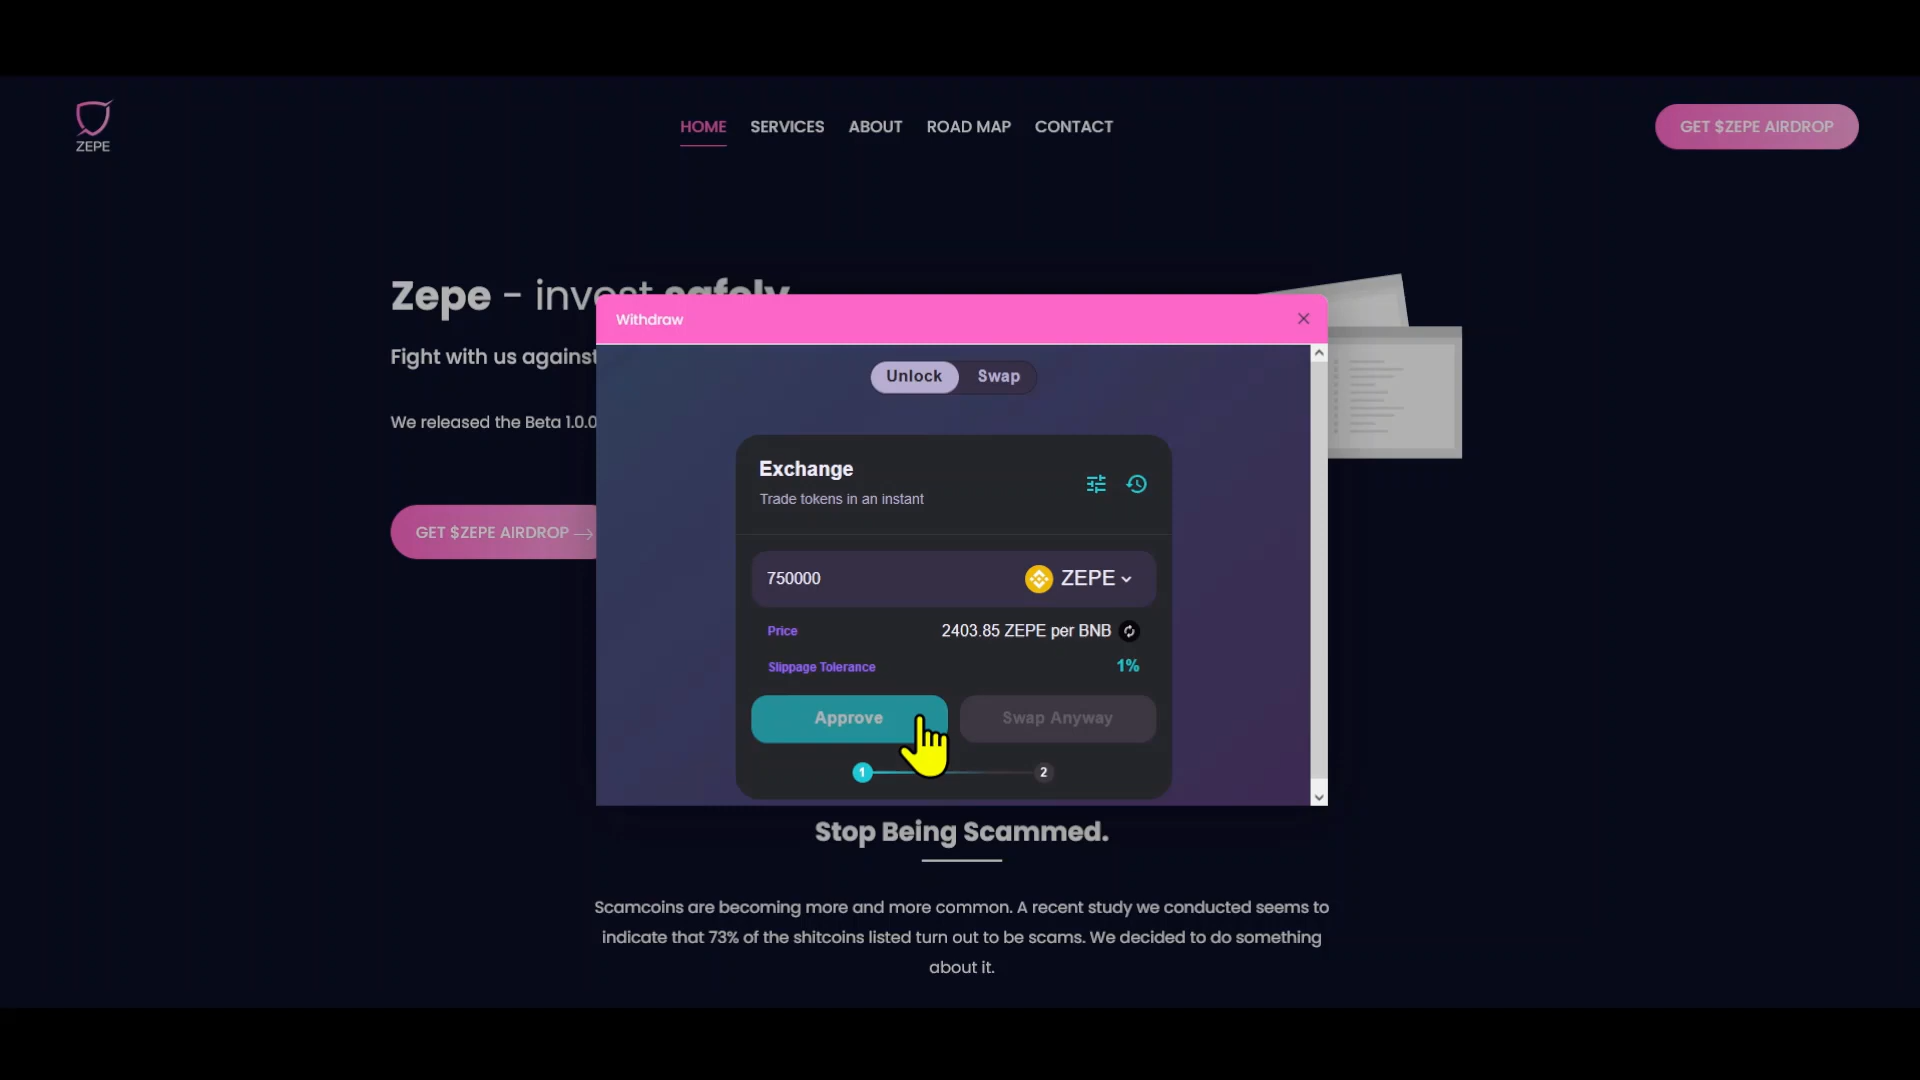 ZEPE
HOME SERVICES ABOUT ROAD MAP CONTACT
GET $ZEPE AIRDROP
Zepe - invest safely
Fight with us against
We released the Beta 1.0.0
GET $ZEPE AIRDROP
Withdraw
Unlock Swap
Exchange
Trade tokens in an instant
750000 ZEPE
Price 2403.85 ZEPE per BNB
Slippage Tolerance 1%
Approve Swap Anyway
1 2
Stop Being Scammed.
Scamcoins are becoming more and more common. A recent study we conducted seems to
indicate that 73% of the shitcoins listed turn out to be scams. We decided to do something
about it.